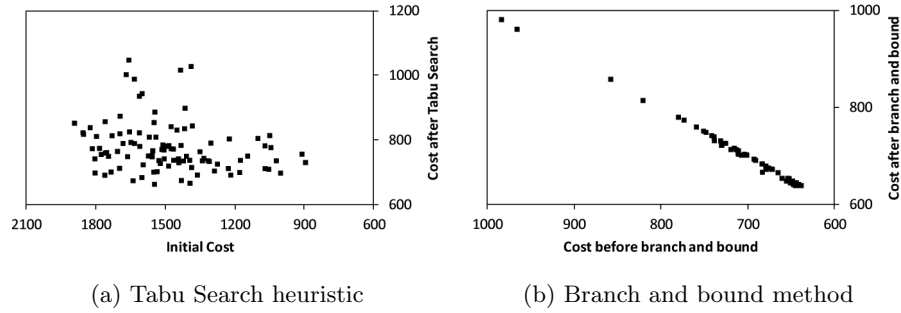 1200
1000
800
600
Cost after Tabu Search
2100 1800 1500 1200 900 600
Initial Cost
(a) Tabu Search heuristic
1000
800
600
Cost after branch and bound
1000 900 800 700 600
Cost before branch and bound
(b) Branch and bound method